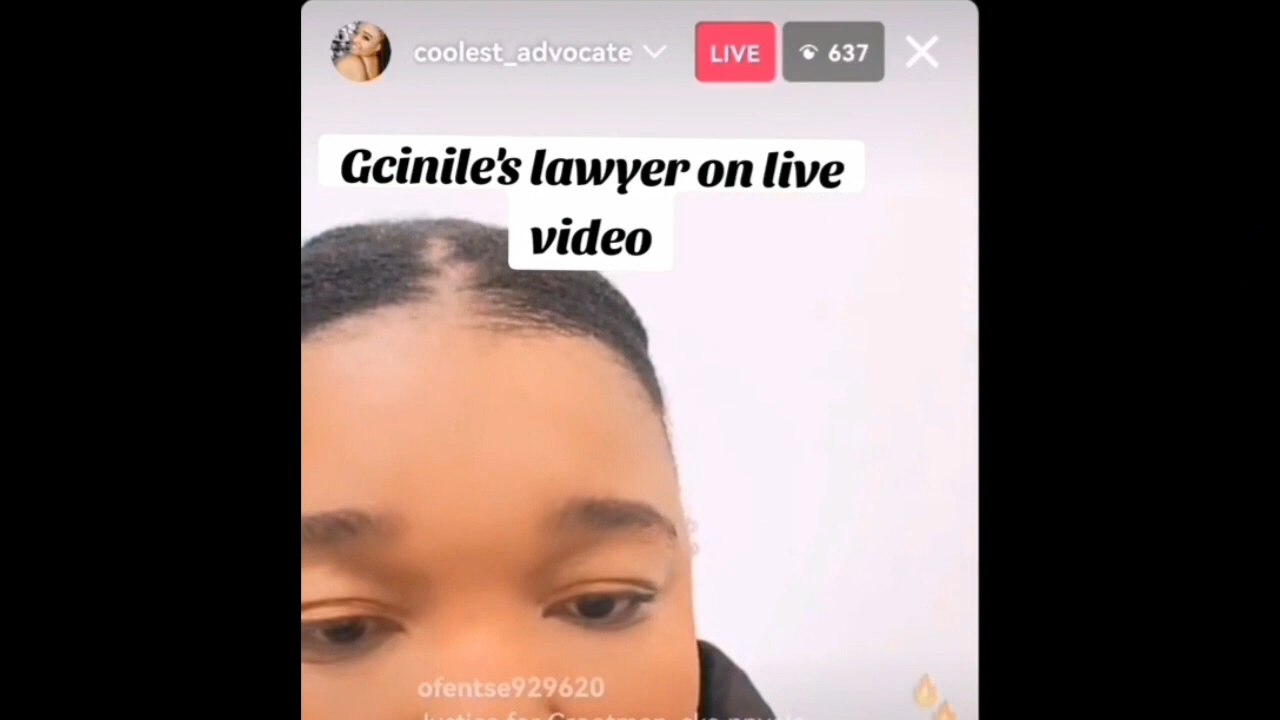 coolest_advocate
LIVE
637
Gcinile's lawyer on live
video
ofentse929620